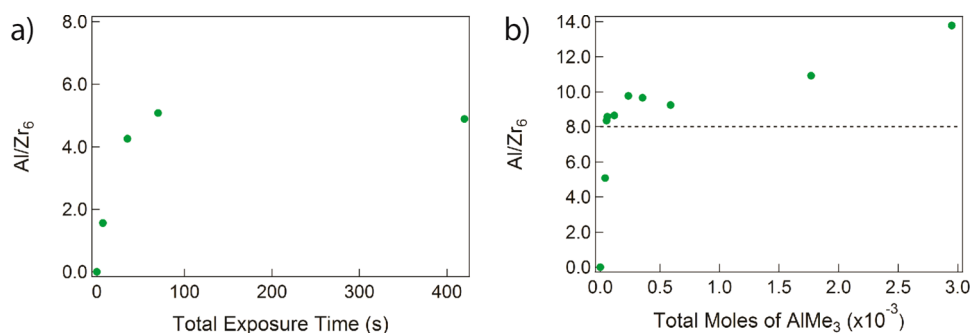 a)
8.0
6.0
4.0
2.0
0.0
Al/Zr6
0 100 200 300 400
Total Exposure Time (s)
b)
14.0
12.0
10.0
8.0
6.0
4.0
2.0
0.0
Al/Zr6
0.0 0.5 1.0 1.5 2.0 2.5 3.0
Total Moles of AlMe3 (x10-3)